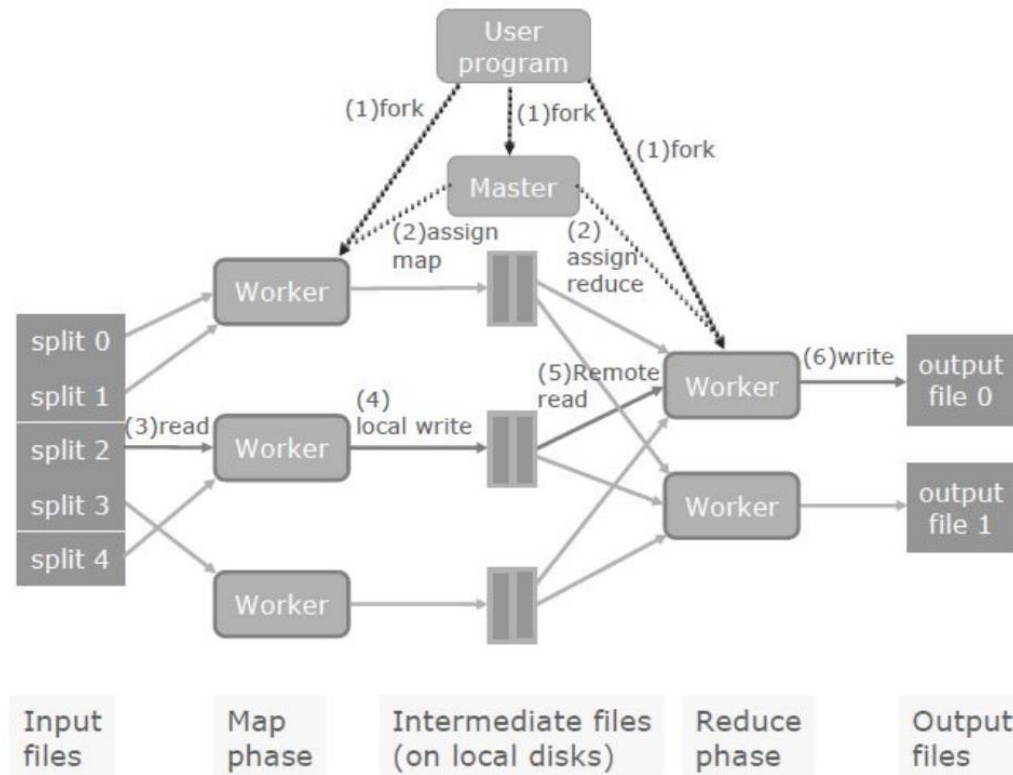 User
program
(1)fork
(1)fork
(1)fork
Master
(2)assign
map
(2)
assign
reduce
Worker
split 0
split 1
split 2
split 3
split 4
(3)read
Worker
(4)
local write
(5)Remote
read
Worker
(6)write
output
file 0
Worker
output
file 1
Worker
Input
files
Map
phase
Intermediate files
(on local disks)
Reduce
phase
Output
files